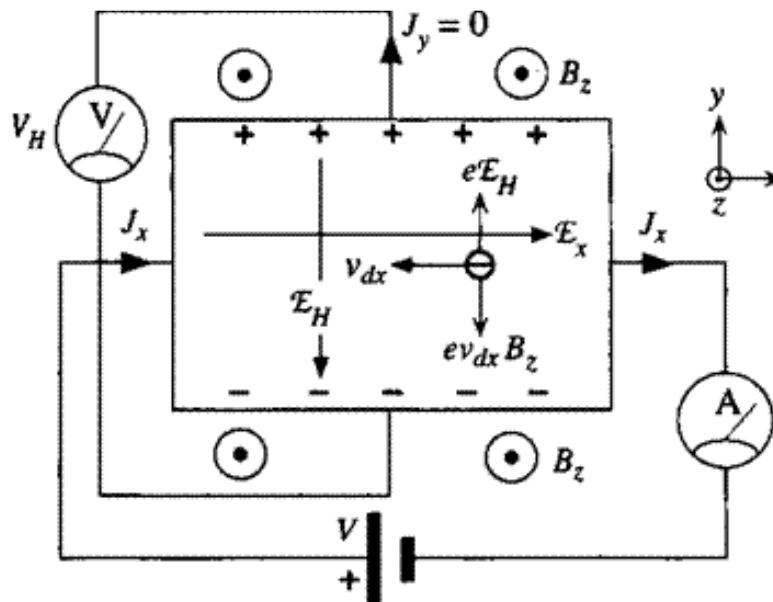 J_y = 0
B_z
V_H
V
+ + + + +
y
z
eℰ_H
J_x
ℰ_x
J_x
v_dx
ℰ_H
ev_dx B_z
− − − − −
A
B_z
V
+